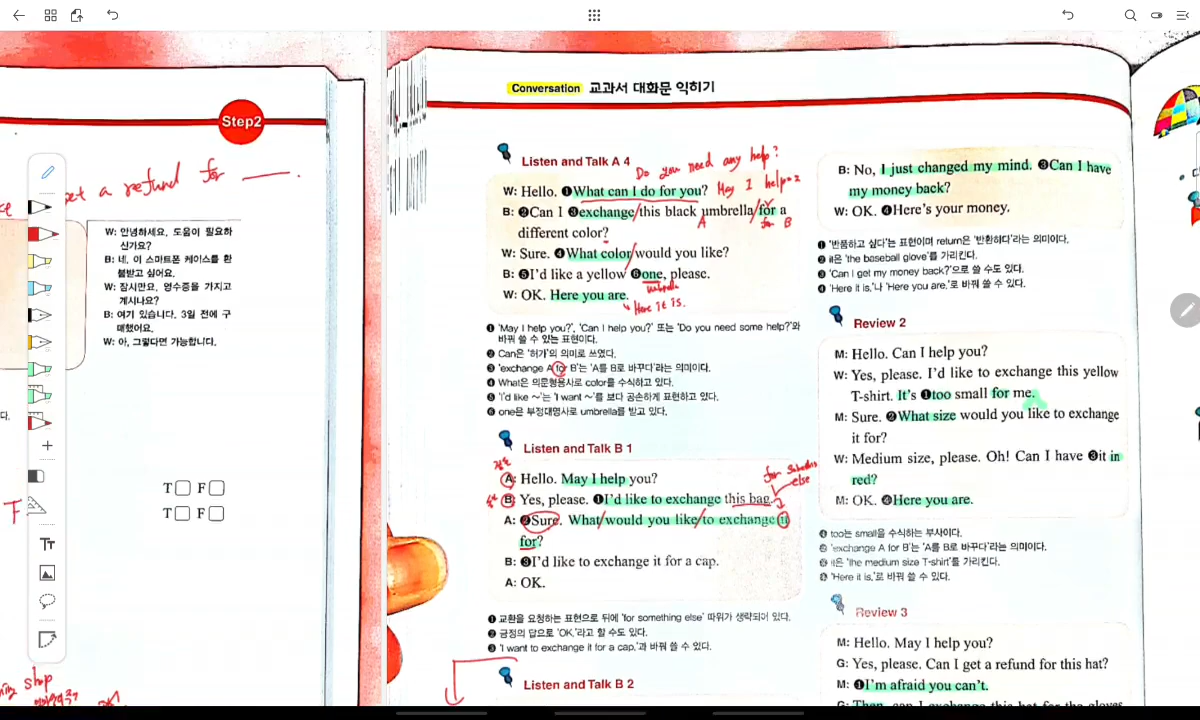 Step2
get a refund for
W: 안녕하세요, 도움이 필요하
신가요?
B: 네, 이 스마트폰 케이스를 환
불받고 싶어요.
W: 잠시만요, 영수증을 가지고
계시나요?
B: 여기 있습니다. 3일 전에 구
매했어요.
W: 아, 그렇다면 가능합니다.
다.
T F
T F
F
Tт
shop
Conversation 교과서 대화문 익히기
Listen and Talk A 4
Do you need any help?
W: Hello. ❶What can I do for you? May I help
B: ❷Can I ❸exchange/this black umbrella/for a
A for B
different color?
W: Sure. ❹What color/would you like?
B: ❺I'd like a yellow ❻one, please.
umbrella
W: OK. Here you are.
Here it is.
❶ 'May I help you?', 'Can I help you?' 또는 'Do you need some help?'와
바꿔 쓸 수 있는 표현이다.
❷ Can은 '허가'의 의미로 쓰였다.
❸ 'exchange A for B'는 'A를 B로 바꾸다'라는 의미이다.
❹ What은 의문형용사로 color를 수식하고 있다.
❺ 'I'd like ~'는 'I want ~'를 보다 공손하게 표현하고 있다.
❻ one은 부정대명사로 umbrella를 받고 있다.
Listen and Talk B 1
A: Hello. May I help you?
for something else
B: Yes, please. ❶I'd like to exchange this bag.
A: ❷Sure. What/would you like/to exchange it
for?
B: ❸I'd like to exchange it for a cap.
A: OK.
❶ 교환을 요청하는 표현으로 뒤에 'for something else' 따위가 생략되어 있다.
❷ 긍정의 답으로 'OK.'라고 할 수도 있다.
❸ 'I want to exchange it for a cap.'과 바꿔 쓸 수 있다.
Listen and Talk B 2
B: No, I just changed my mind. ❸Can I have
my money back?
W: OK. ❹Here's your money.
❶ '반품하고 싶다'는 표현이며 return은 '반환하다'라는 의미이다.
❷ it은 'the baseball glove'를 가리킨다.
❸ 'Can I get my money back?'으로 쓸 수도 있다.
❹ 'Here it is.'나 'Here you are.'로 바꿔 쓸 수 있다.
Review 2
M: Hello. Can I help you?
W: Yes, please. I'd like to exchange this yellow
T-shirt. It's ❶too small for me.
M: Sure. ❷What size would you like to exchange
it for?
W: Medium size, please. Oh! Can I have ❸it in
red?
M: OK. ❹Here you are.
too는 small을 수식하는 부사이다.
'exchange A for B'는 'A를 B로 바꾸다'라는 의미이다.
it은 'the medium size T-shirt'를 가리킨다.
'Here it is.'로 바꿔 쓸 수 있다.
Review 3
M: Hello. May I help you?
G: Yes, please. Can I get a refund for this hat?
M: ❶I'm afraid you can't.
G: Then, can I exchange this hat for the gloves